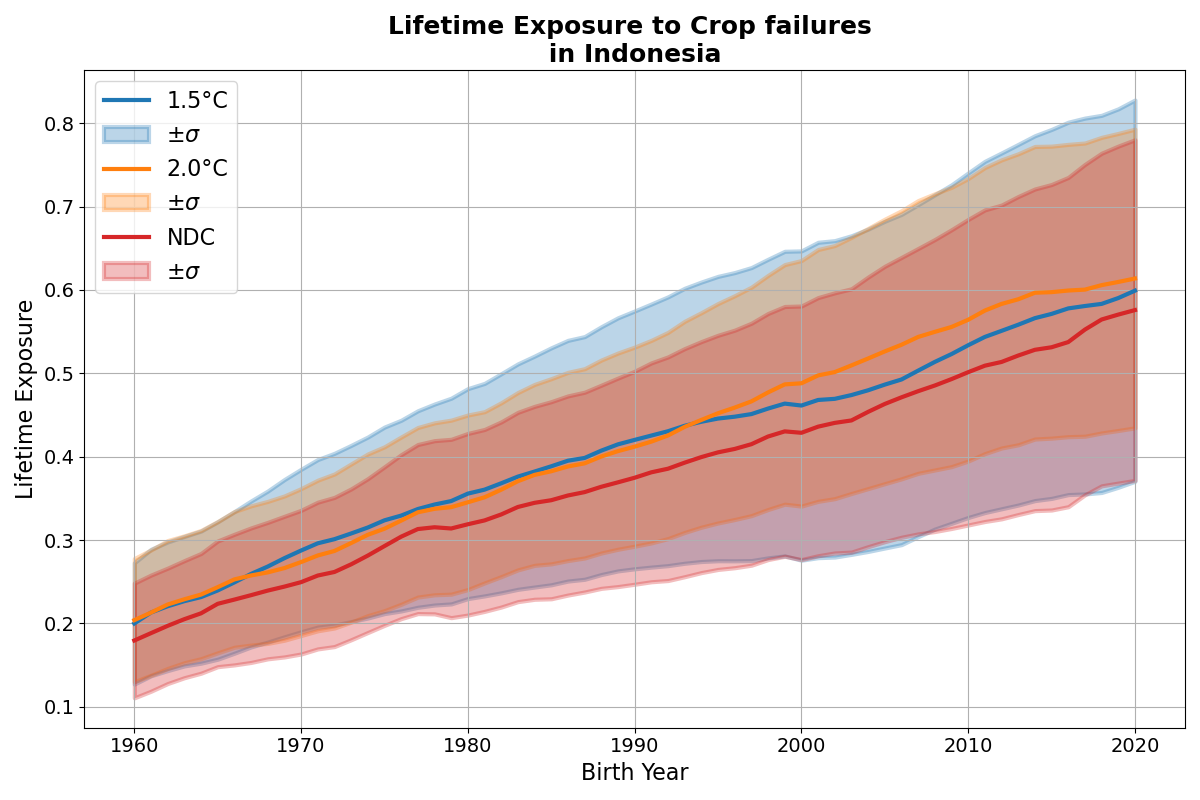 Lifetime Exposure to Crop failures
in Indonesia
1.5°C
±σ
2.0°C
±σ
NDC
±σ
Lifetime Exposure
0.8
0.7
0.6
0.5
0.4
0.3
0.2
0.1
1960 1970 1980 1990 2000 2010 2020
Birth Year